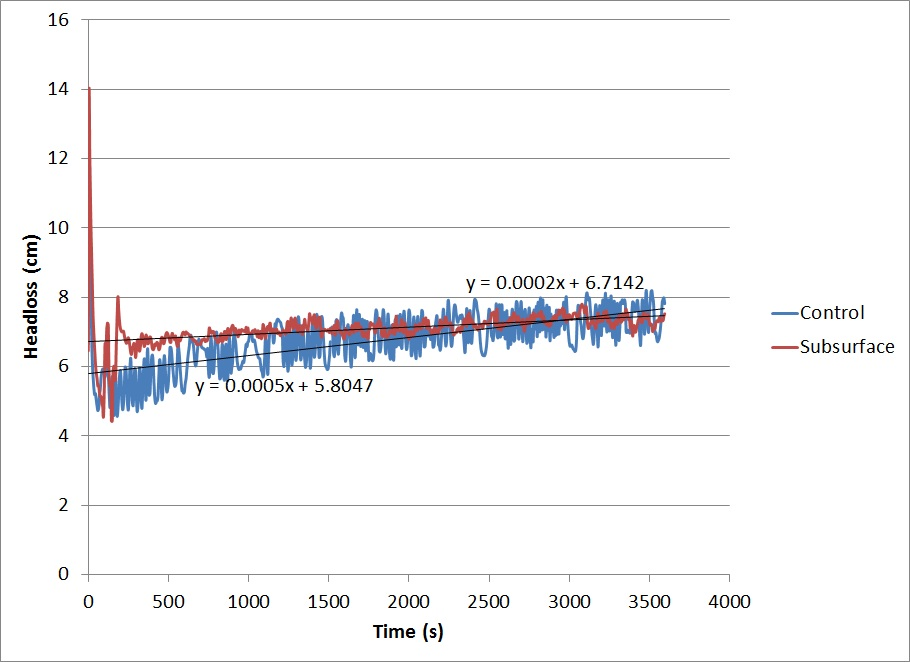 16
14
12
10
8
6
4
2
0
Headloss (cm)
y = 0.0002x + 6.7142
y = 0.0005x + 5.8047
Control
Subsurface
0 500 1000 1500 2000 2500 3000 3500 4000
Time (s)